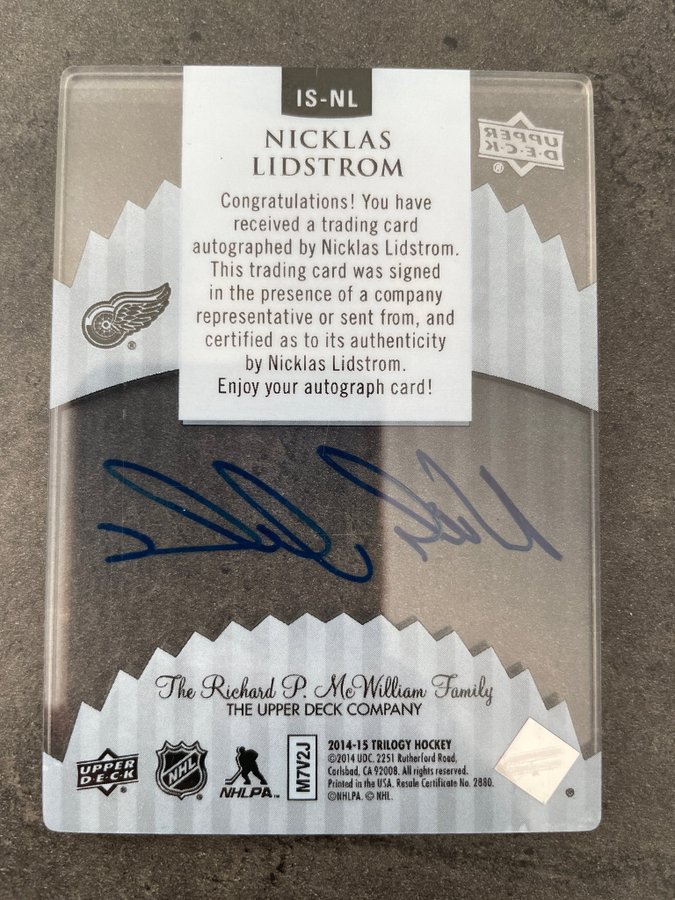 IS-NL
UPPER
D·E·C·K
®
NICKLAS
LIDSTROM
Congratulations! You have
received a trading card
autographed by Nicklas Lidstrom.
This trading card was signed
in the presence of a company
representative or sent from, and
certified as to its authenticity
by Nicklas Lidstrom.
Enjoy your autograph card!
®
The Richard P. McWilliam Family
THE UPPER DECK COMPANY
UPPER
D·E·C·K
®
NHL
®
NHLPA™
M7V2J
2014-15 TRILOGY HOCKEY
©2014 UDC. 2251 Rutherford Road,
Carlsbad, CA 92008. All rights reserved.
Printed in the USA. Resale Certificate No. 2880.
©NHLPA. © NHL.
®